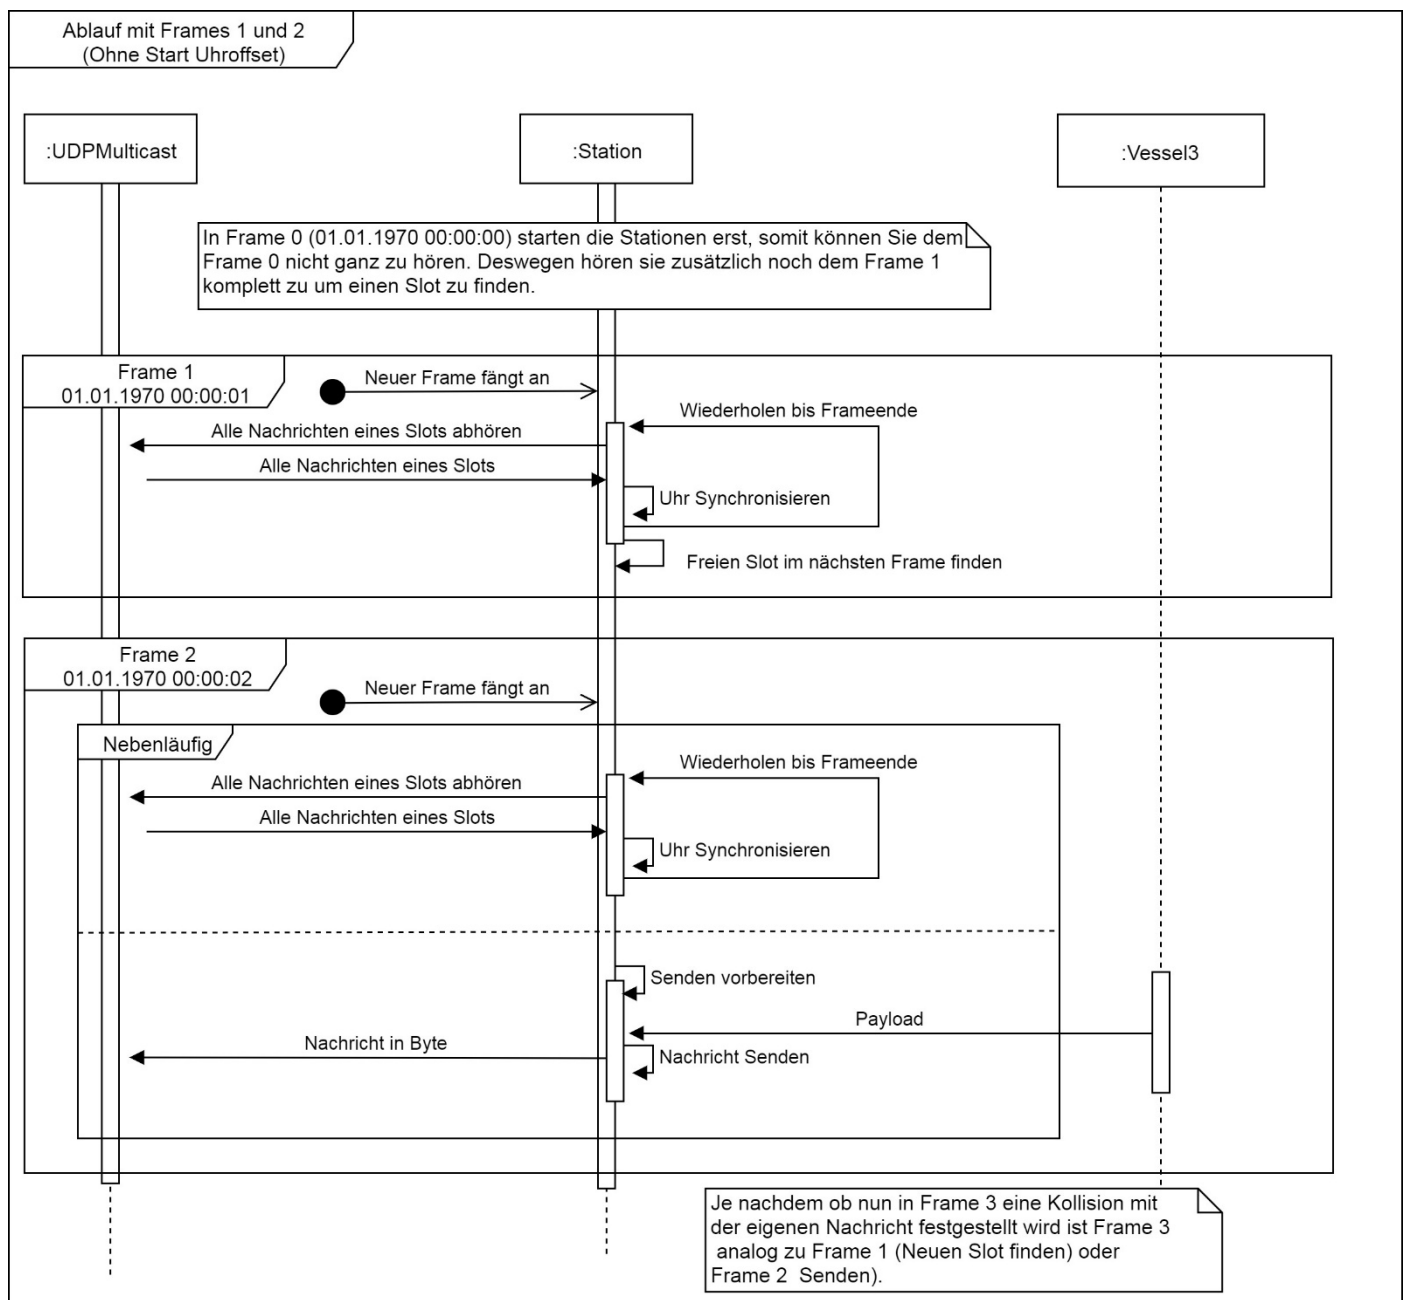 Ablauf mit Frames 1 und 2
(Ohne Start Uhroffset)
:UDPMulticast
:Station
:Vessel3
In Frame 0 (01.01.1970 00:00:00) starten die Stationen erst, somit können Sie dem
Frame 0 nicht ganz zu hören. Deswegen hören sie zusätzlich noch dem Frame 1
komplett zu um einen Slot zu finden.
Frame 1
01.01.1970 00:00:01
Neuer Frame fängt an
Wiederholen bis Frameende
Alle Nachrichten eines Slots abhören
Alle Nachrichten eines Slots
Uhr Synchronisieren
Freien Slot im nächsten Frame finden
Frame 2
01.01.1970 00:00:02
Neuer Frame fängt an
Nebenläufig
Wiederholen bis Frameende
Alle Nachrichten eines Slots abhören
Alle Nachrichten eines Slots
Uhr Synchronisieren
Senden vorbereiten
Payload
Nachricht in Byte
Nachricht Senden
Je nachdem ob nun in Frame 3 eine Kollision mit
der eigenen Nachricht festgestellt wird ist Frame 3
analog zu Frame 1 (Neuen Slot finden) oder
Frame 2  Senden).